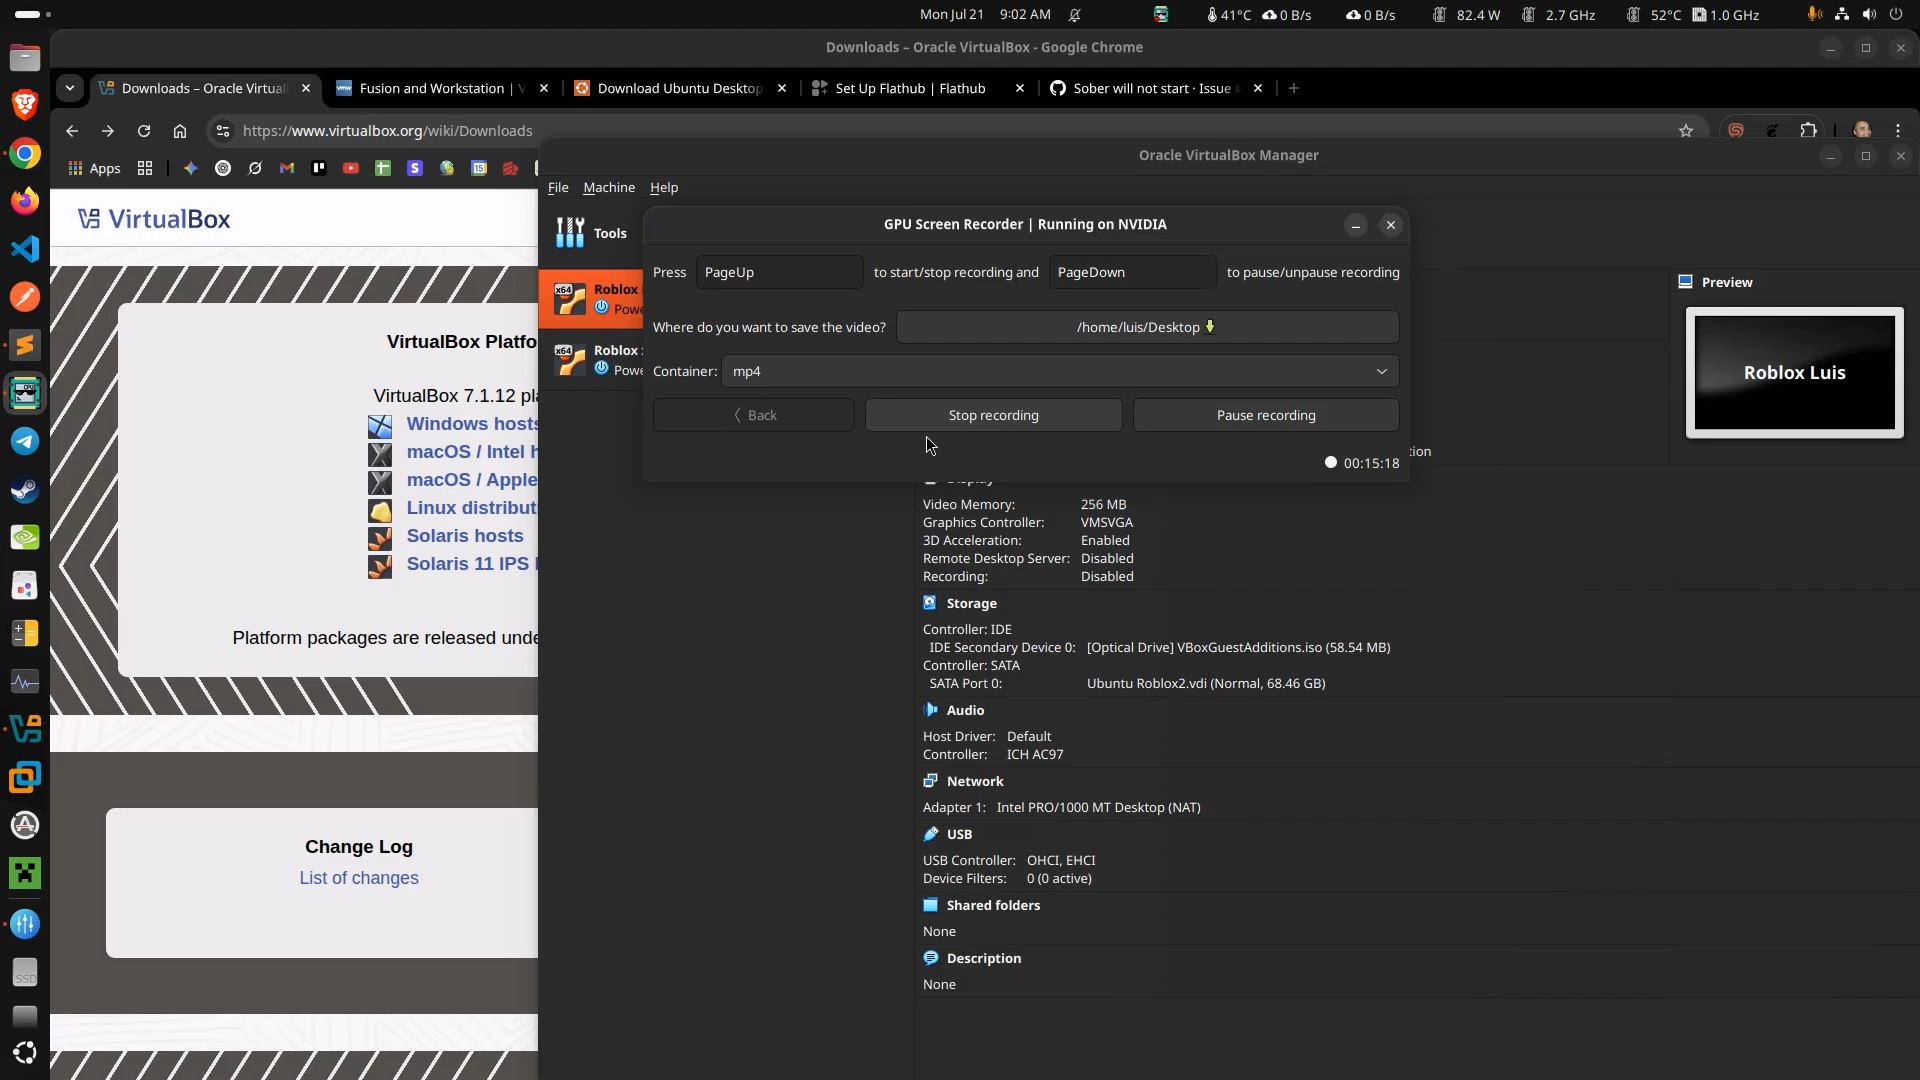 Mon Jul 21 9:02 AM
41°C 0 B/s 0 B/s 82.4 W 2.7 GHz 52°C 1.0 GHz
Downloads – Oracle VirtualBox - Google Chrome
Downloads – Oracle Virtual
Fusion and Workstation | V
Download Ubuntu Desktop
Set Up Flathub | Flathub
Sober will not start · Issue
https://www.virtualbox.org/wiki/Downloads
Apps
Oracle VirtualBox Manager
File Machine Help
VirtualBox
Tools
GPU Screen Recorder | Running on NVIDIA
Press PageUp to start/stop recording and PageDown to pause/unpause recording
Where do you want to save the video? /home/luis/Desktop
Container: mp4
Back
Stop recording
Pause recording
00:15:18
x64 Roblox
Powe
x64 Roblox
Powe
Preview
Roblox Luis
VirtualBox Platfo
VirtualBox 7.1.12 pl
Windows hosts
macOS / Intel h
macOS / Apple
Linux distribut
Solaris hosts
Solaris 11 IPS
Platform packages are released unde
Change Log
List of changes
tion
Display
Video Memory: 256 MB
Graphics Controller: VMSVGA
3D Acceleration: Enabled
Remote Desktop Server: Disabled
Recording: Disabled
Storage
Controller: IDE
IDE Secondary Device 0: [Optical Drive] VBoxGuestAdditions.iso (58.54 MB)
Controller: SATA
SATA Port 0: Ubuntu Roblox2.vdi (Normal, 68.46 GB)
Audio
Host Driver: Default
Controller: ICH AC97
Network
Adapter 1: Intel PRO/1000 MT Desktop (NAT)
USB
USB Controller: OHCI, EHCI
Device Filters: 0 (0 active)
Shared folders
None
Description
None
SSD